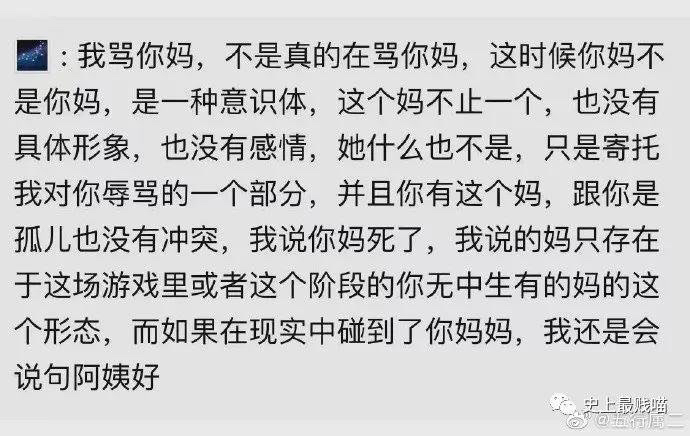 ：我骂你妈，不是真的在骂你妈，这时候你妈不
是你妈，是一种意识体，这个妈不止一个，也没有
具体形象，也没有感情，她什么也不是，只是寄托
我对你辱骂的一个部分，并且你有这个妈，跟你是
孤儿也没有冲突，我说你妈死了，我说的妈只存在
于这场游戏里或者这个阶段的你无中生有的妈的这
个形态，而如果在现实中碰到了你妈妈，我还是会
说句阿姨好
史上最贱喵
@五行属二